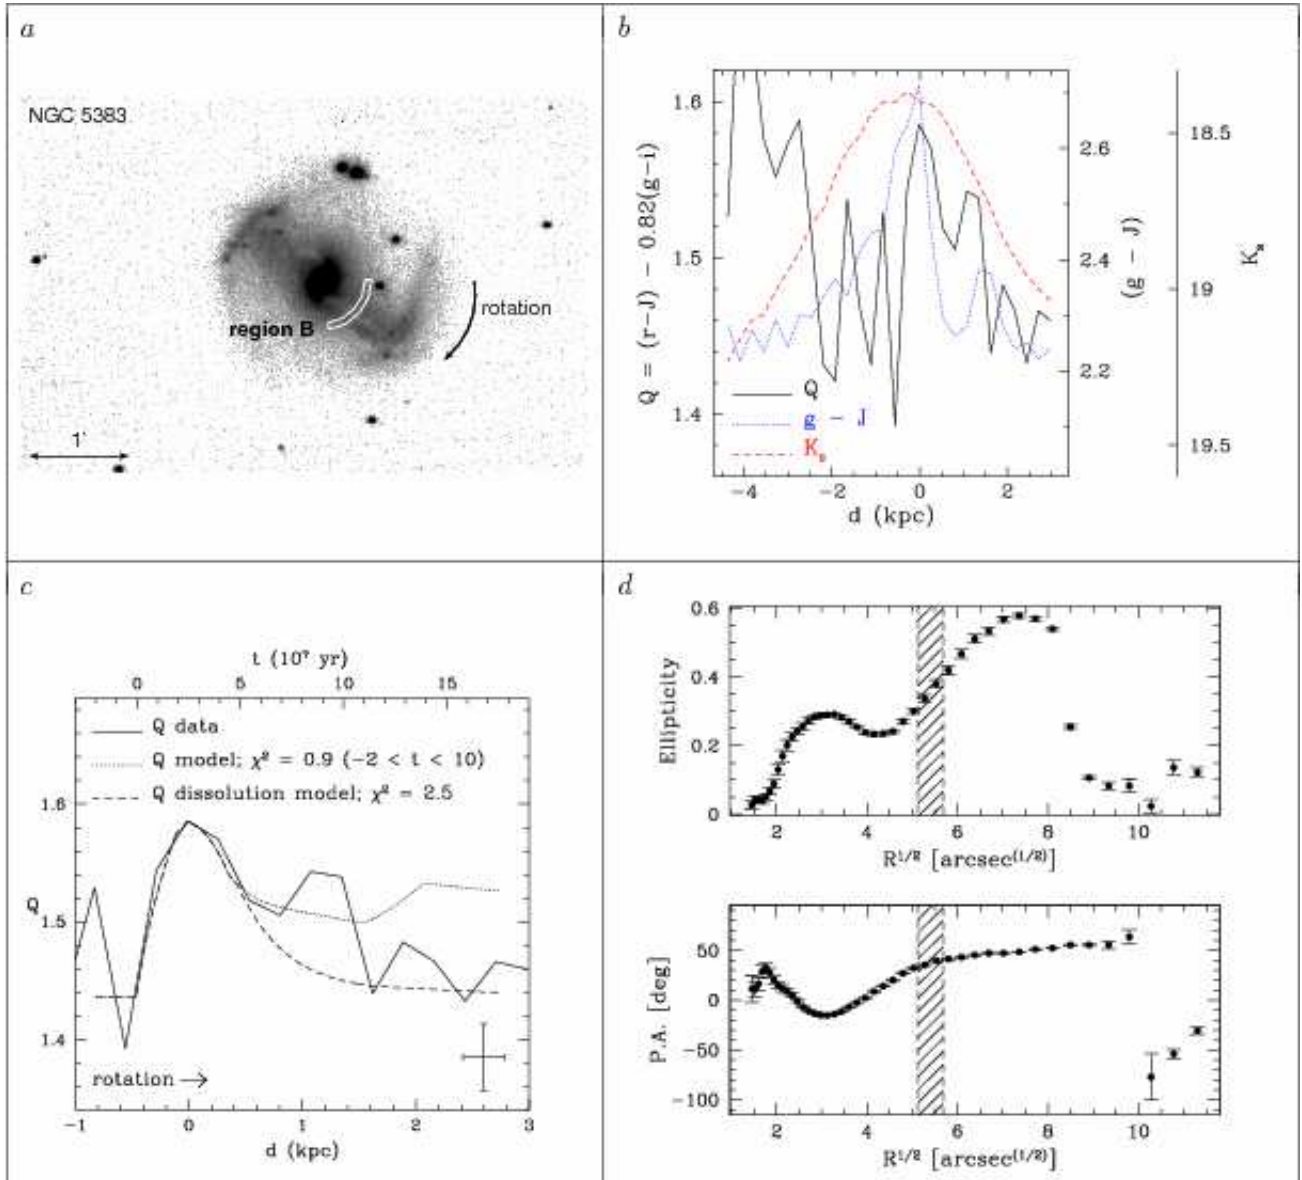 a
NGC 5383
region B
rotation
1'
b
1.6
1.5
1.4
Q = (r-J) - 0.82(g-i)
2.6
2.4
2.2
(g - J)
18.5
19
19.5
K_s
Q
g - J
K_s
-4
-2
0
2
d (kpc)
c
t (10⁷ yr)
0
5
10
15
Q data
Q model; χ² = 0.9 (-2 < t < 10)
Q dissolution model; χ² = 2.5
1.6
1.5
1.4
Q
rotation →
-1
0
1
2
3
d (kpc)
d
0.6
0.4
0.2
0
Ellipticity
2
4
6
8
10
R^{1/2} [arcsec^{(1/2)}]
50
0
-50
-100
P.A. [deg]
2
4
6
8
10
R^{1/2} [arcsec^{(1/2)}]